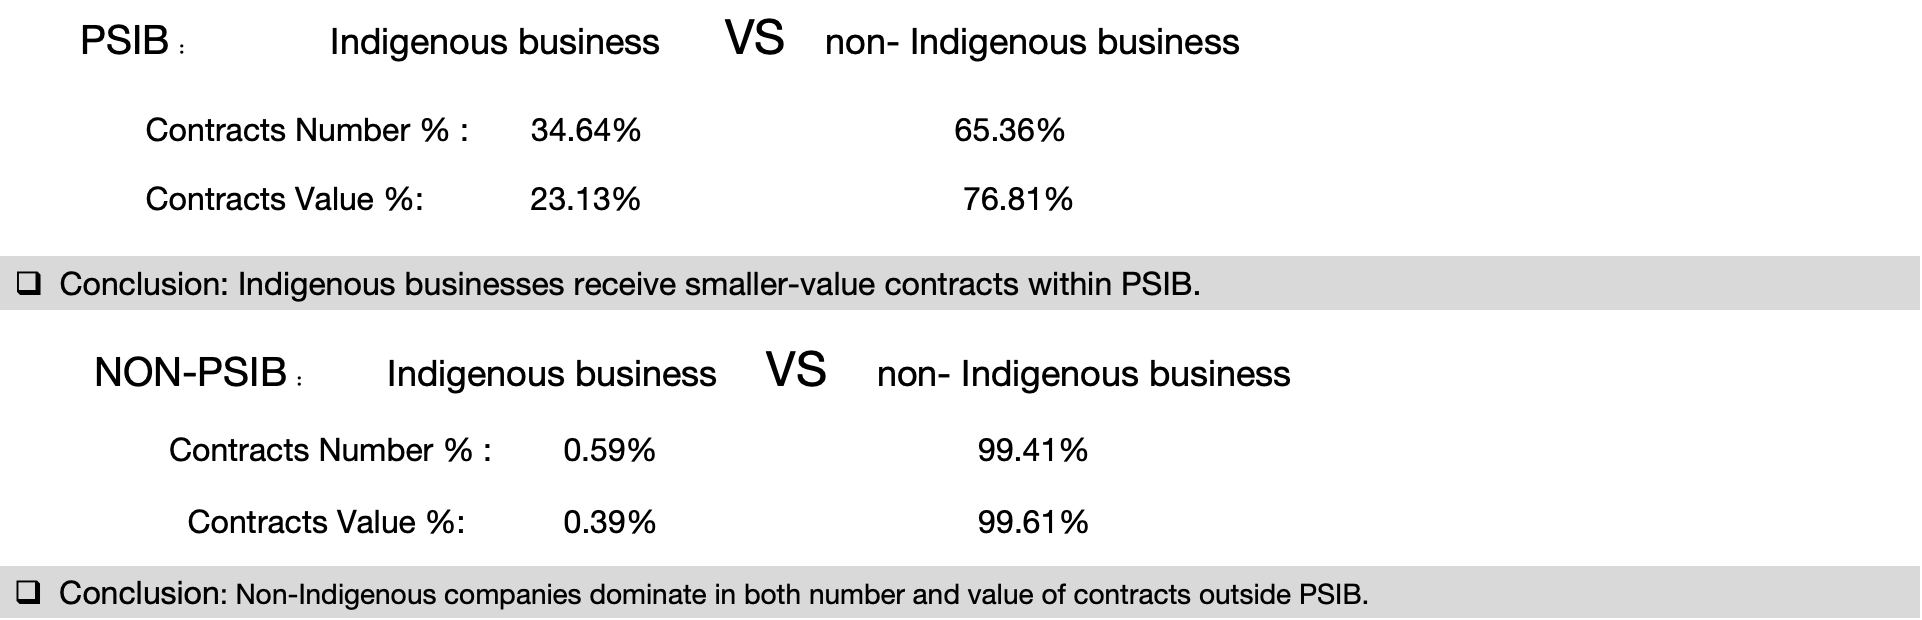 PSIB : Indigenous business VS non- Indigenous business
Contracts Number % : 34.64% 65.36%
Contracts Value %: 23.13% 76.81%
❑ Conclusion: Indigenous businesses receive smaller-value contracts within PSIB.
NON-PSIB : Indigenous business VS non- Indigenous business
Contracts Number % : 0.59% 99.41%
Contracts Value %: 0.39% 99.61%
❑ Conclusion: Non-Indigenous companies dominate in both number and value of contracts outside PSIB.